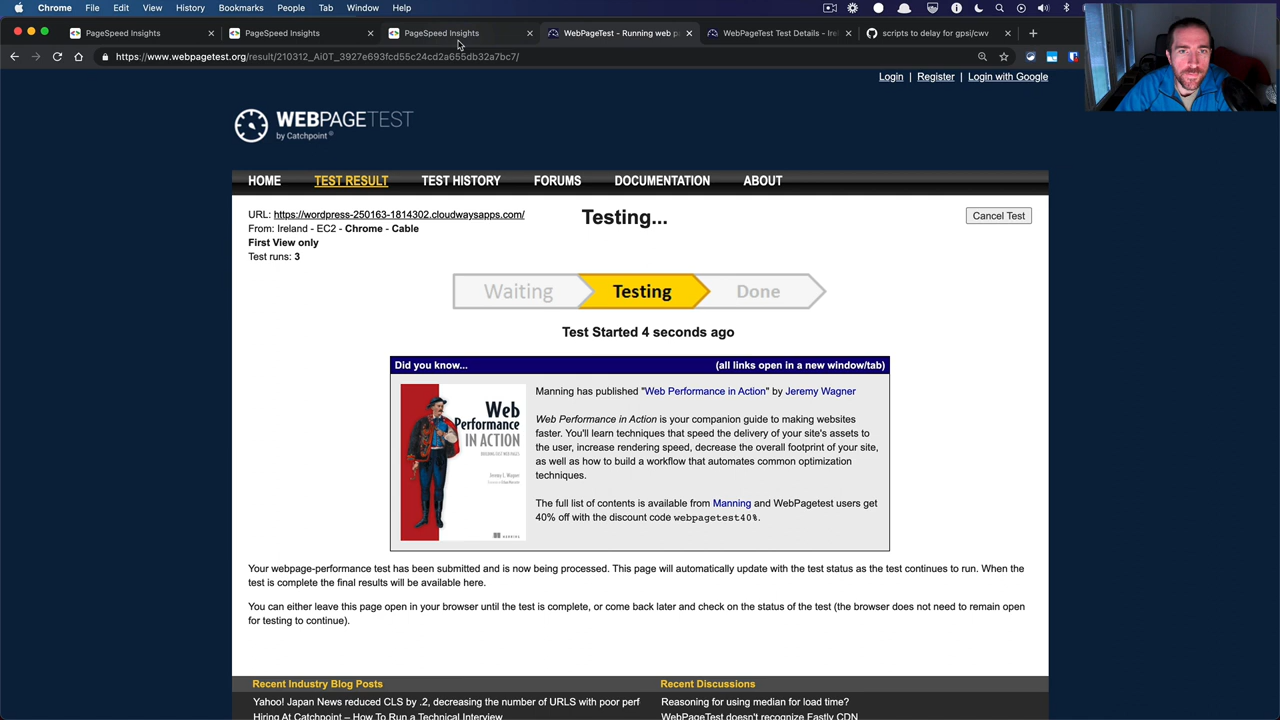 Chrome File Edit View History Bookmarks People Tab Window Help
PageSpeed Insights
PageSpeed Insights
PageSpeed Insights
WebPageTest - Running web p
WebPageTest Test Details - Irel
scripts to delay for gpsi/cwv
https://www.webpagetest.org/result/210312_Ai0T_3927e693fcd55c24cd2a655db32a7bc7/
Login | Register | Login with Google
WEBPAGETEST
by Catchpoint
HOME TEST RESULT TEST HISTORY FORUMS DOCUMENTATION ABOUT
URL: https://wordpress-250163-1814302.cloudwaysapps.com/
From: Ireland - EC2 - Chrome - Cable
First View only
Test runs: 3
Testing...
Cancel Test
Waiting Testing Done
Test Started 4 seconds ago
Did you know... (all links open in a new window/tab)
Web
Performance
IN ACTION
Jeremy L. Wagner
MANNING
Manning has published "Web Performance in Action" by Jeremy Wagner
Web Performance in Action is your companion guide to making websites
faster. You'll learn techniques that speed the delivery of your site's assets to
the user, increase rendering speed, decrease the overall footprint of your site,
as well as how to build a workflow that automates common optimization
techniques.
The full list of contents is available from Manning and WebPagetest users get
40% off with the discount code webpagetest40%.
Your webpage-performance test has been submitted and is now being processed. This page will automatically update with the test status as the test continues to run. When the
test is complete the final results will be available here.
You can either leave this page open in your browser until the test is complete, or come back later and check on the status of the test (the browser does not need to remain open
for testing to continue).
Recent Industry Blog Posts
Yahoo! Japan News reduced CLS by .2, decreasing the number of URLS with poor perf
Hiring At Catchpoint – How To Run a Technical Interview
Recent Discussions
Reasoning for using median for load time?
WebPageTest doesn't recognize Fastly CDN